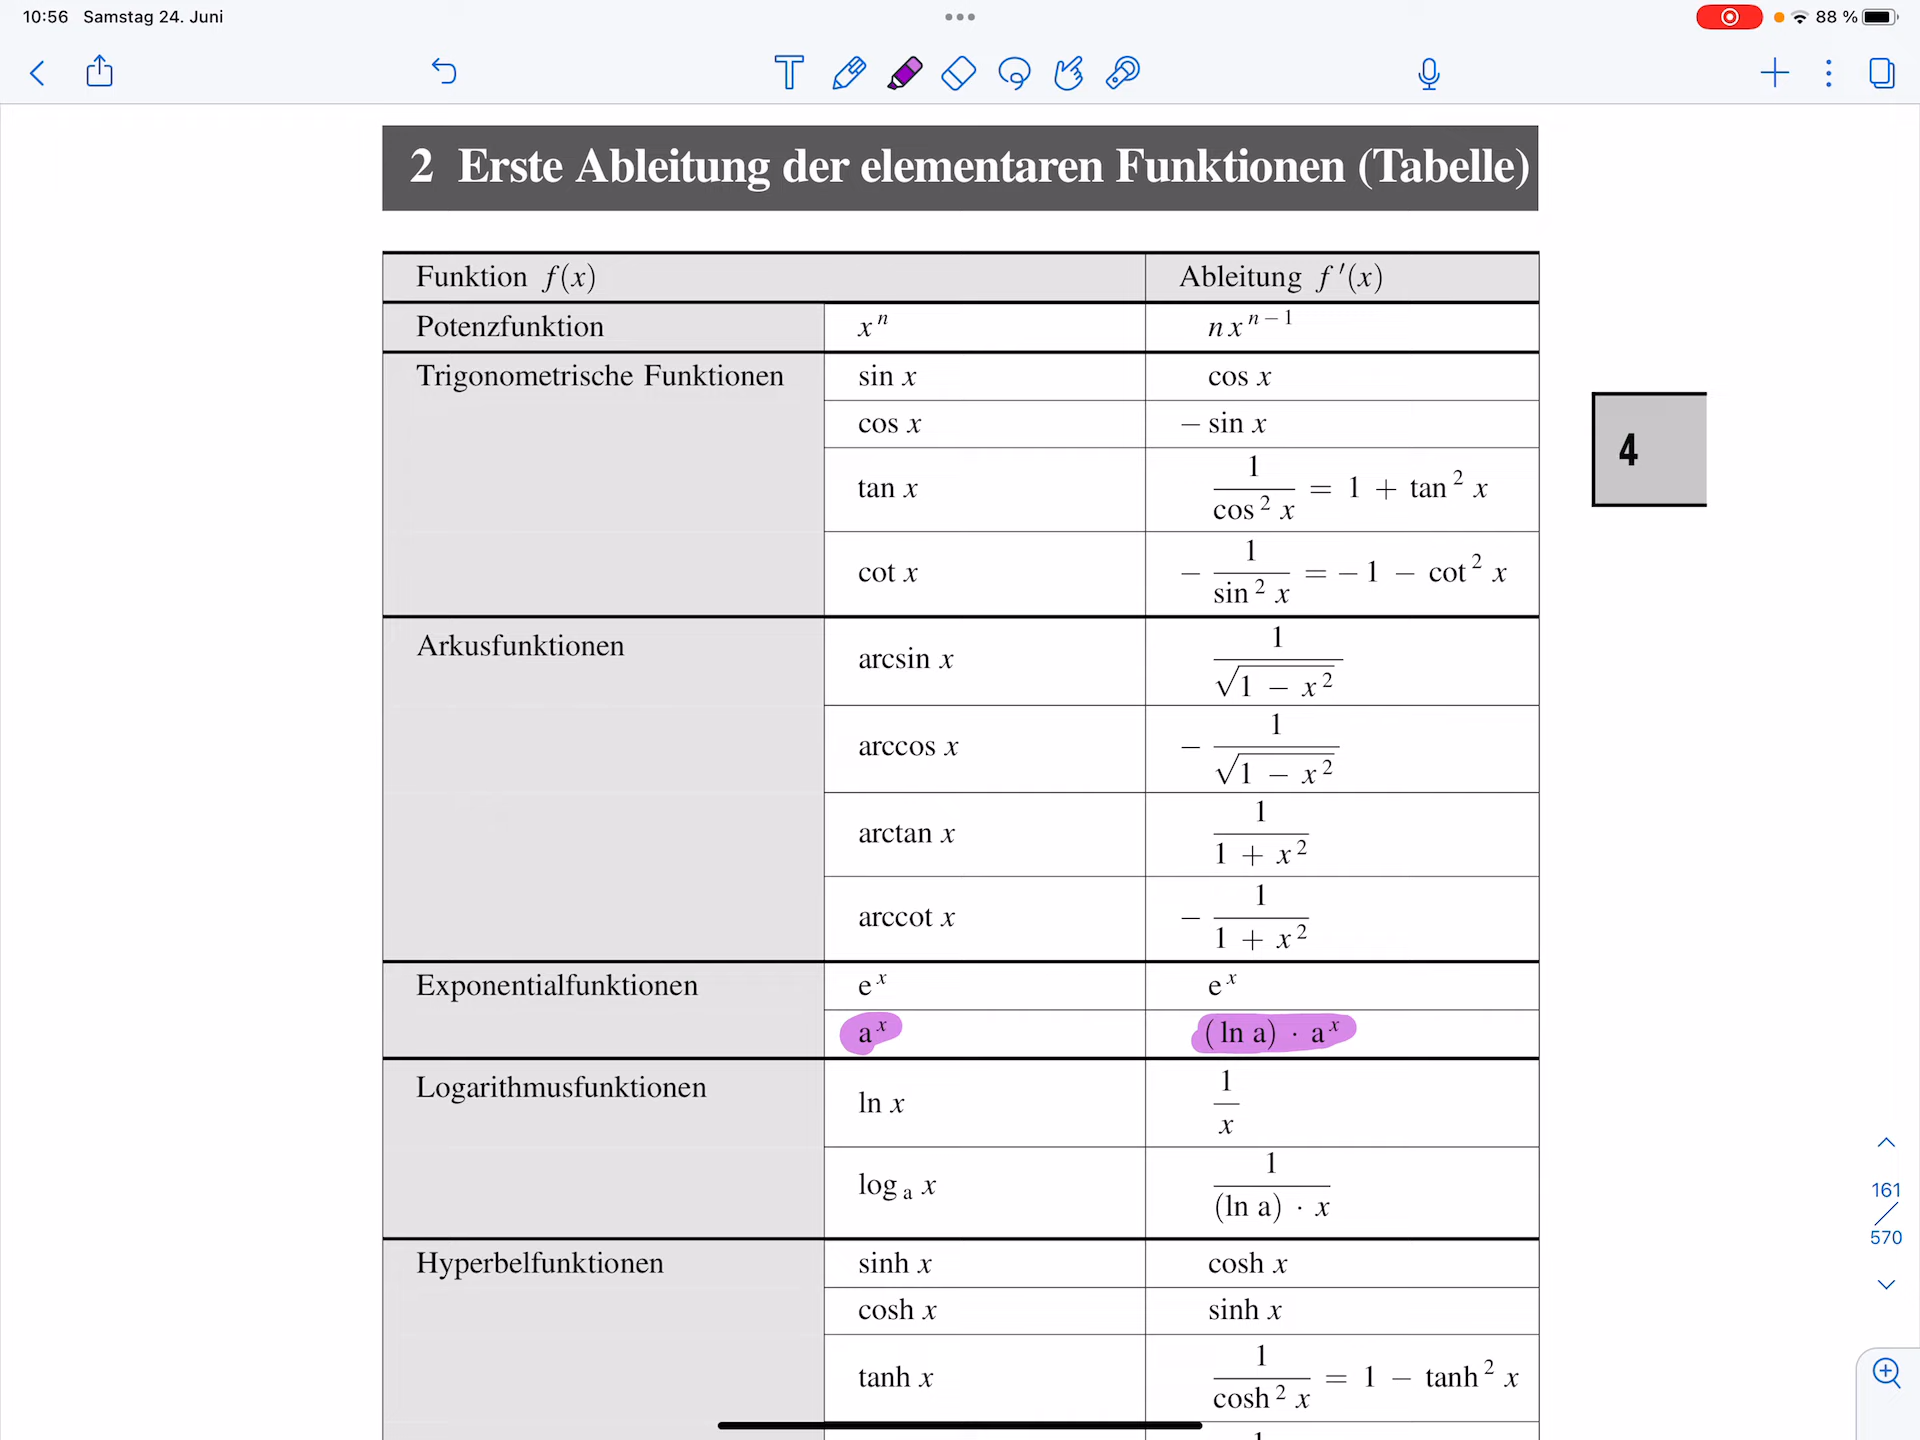 10:56 Samstag 24. Juni
88 %
2 Erste Ableitung der elementaren Funktionen (Tabelle)
Funktion f(x) Ableitung f′(x)
Potenzfunktion xⁿ n xⁿ⁻¹
Trigonometrische Funktionen sin x cos x
cos x − sin x
tan x 1/cos² x = 1 + tan² x
4
cot x − 1/sin² x = − 1 − cot² x
Arkusfunktionen arcsin x 1/√(1 − x²)
arccos x − 1/√(1 − x²)
arctan x 1/(1 + x²)
arccot x − 1/(1 + x²)
Exponentialfunktionen eˣ eˣ
aˣ (ln a) · aˣ
Logarithmusfunktionen ln x 1/x
logₐ x 1/((ln a) · x)
Hyperbelfunktionen sinh x cosh x
cosh x sinh x
tanh x 1/cosh² x = 1 − tanh² x
161/570